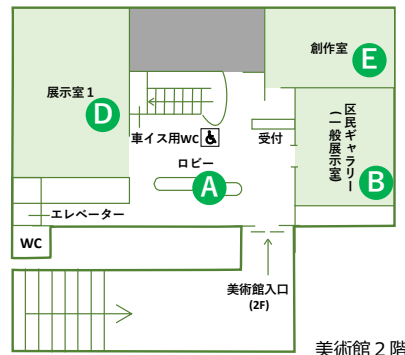 創作室
E
展示室1
D
区民ギャラリー
(一般展示室)
B
車イス用WC
受付
ロビー
A
エレベーター
WC
美術館入口
(2F)
美術館2階